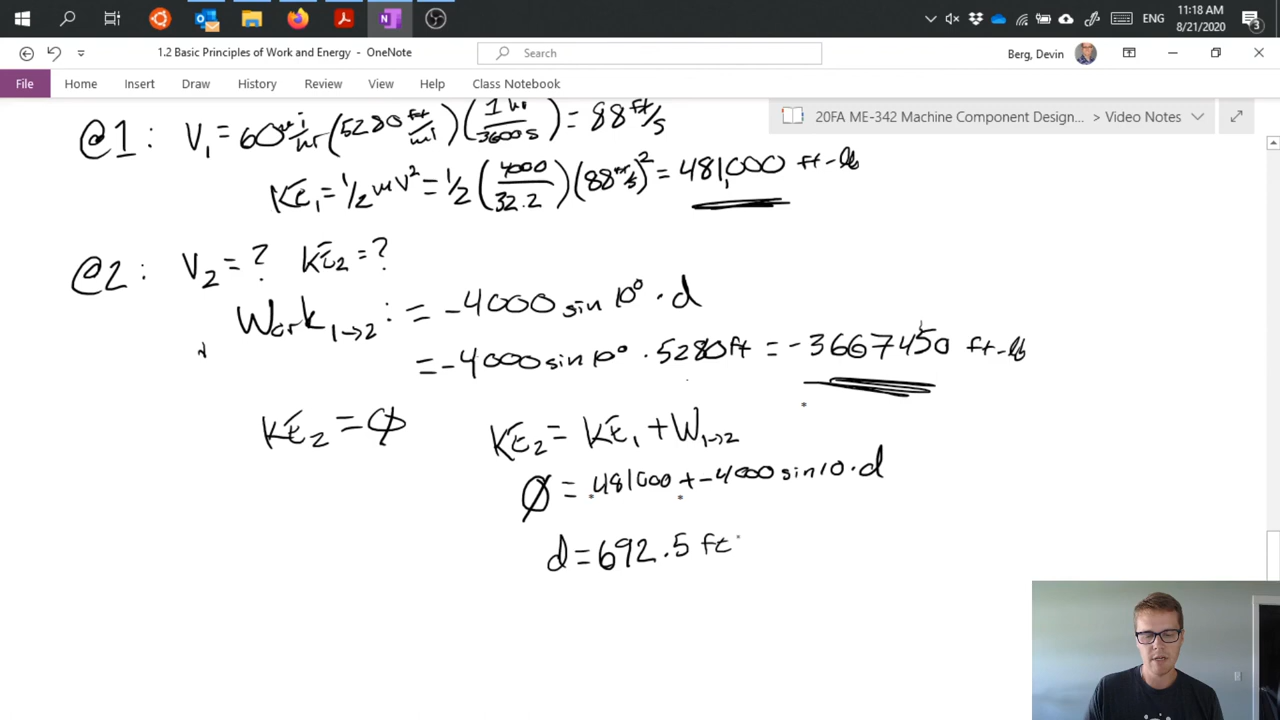 11:18 AM
ENG
8/21/2020
3
1.2 Basic Principles of Work and Energy - OneNote
Search
Berg, Devin
File Home Insert Draw History Review View Help Class Notebook
20FA ME-342 Machine Component Design... > Video Notes
@1: V₁ = 60 mi/hr (5280 ft/mi) (1 hr/3600 s) = 88 ft/s
KE₁ = 1/2 m V² = 1/2 (4000/32.2) (88 ft/s)² = 481,000 ft-lb
@2: V₂ = ? KE₂ = ?
Work₁→₂ : = -4000 sin 10° · d
= -4000 sin 10° · 5280 ft = -3667450 ft-lb
KE₂ = ∅
KE₂ = KE₁ + W₁→₂
∅ = 481000 + -4000 sin 10 · d
d = 692.5 ft